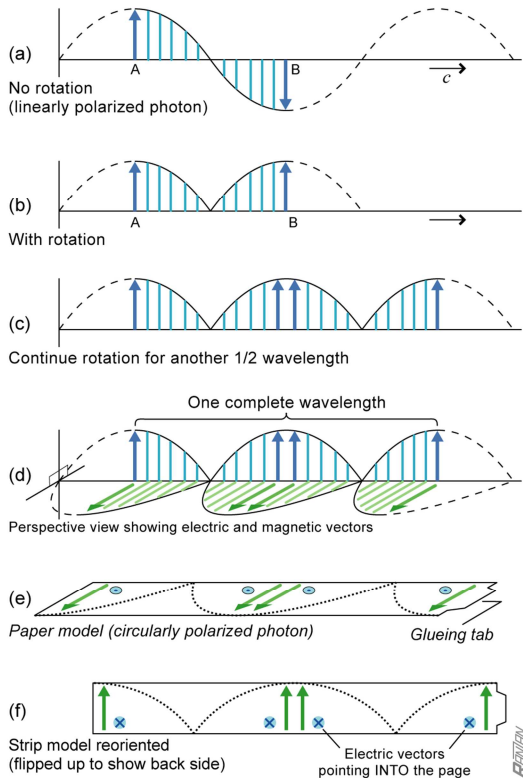 (a)
A
B
c
No rotation
(linearly polarized photon)
(b)
A
B
With rotation
(c)
Continue rotation for another 1/2 wavelength
One complete wavelength
(d)
Perspective view showing electric and magnetic vectors
(e)
Paper model (circularly polarized photon)
Glueing tab
(f)
Strip model reoriented
(flipped up to show back side)
Electric vectors
pointing INTO the page